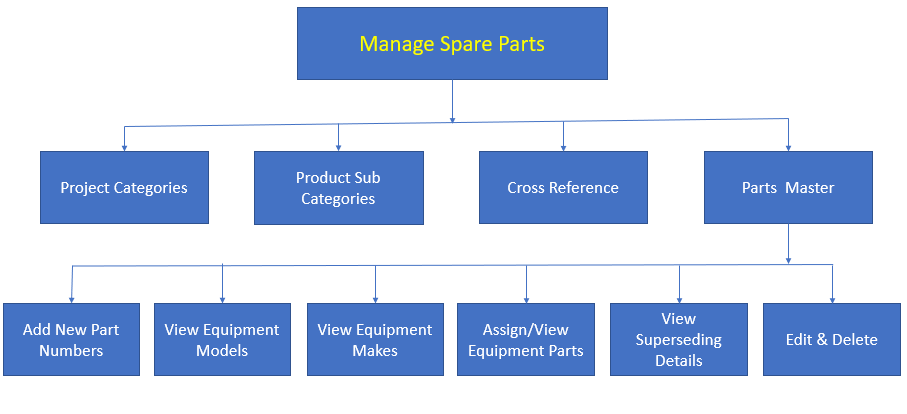 Manage Spare Parts
Project Categories
Product Sub
Categories
Cross Reference
Parts  Master
Add New Part
Numbers
View Equipment
Models
View Equipment
Makes
Assign/View
Equipment Parts
View
Superseding
Details
Edit & Delete